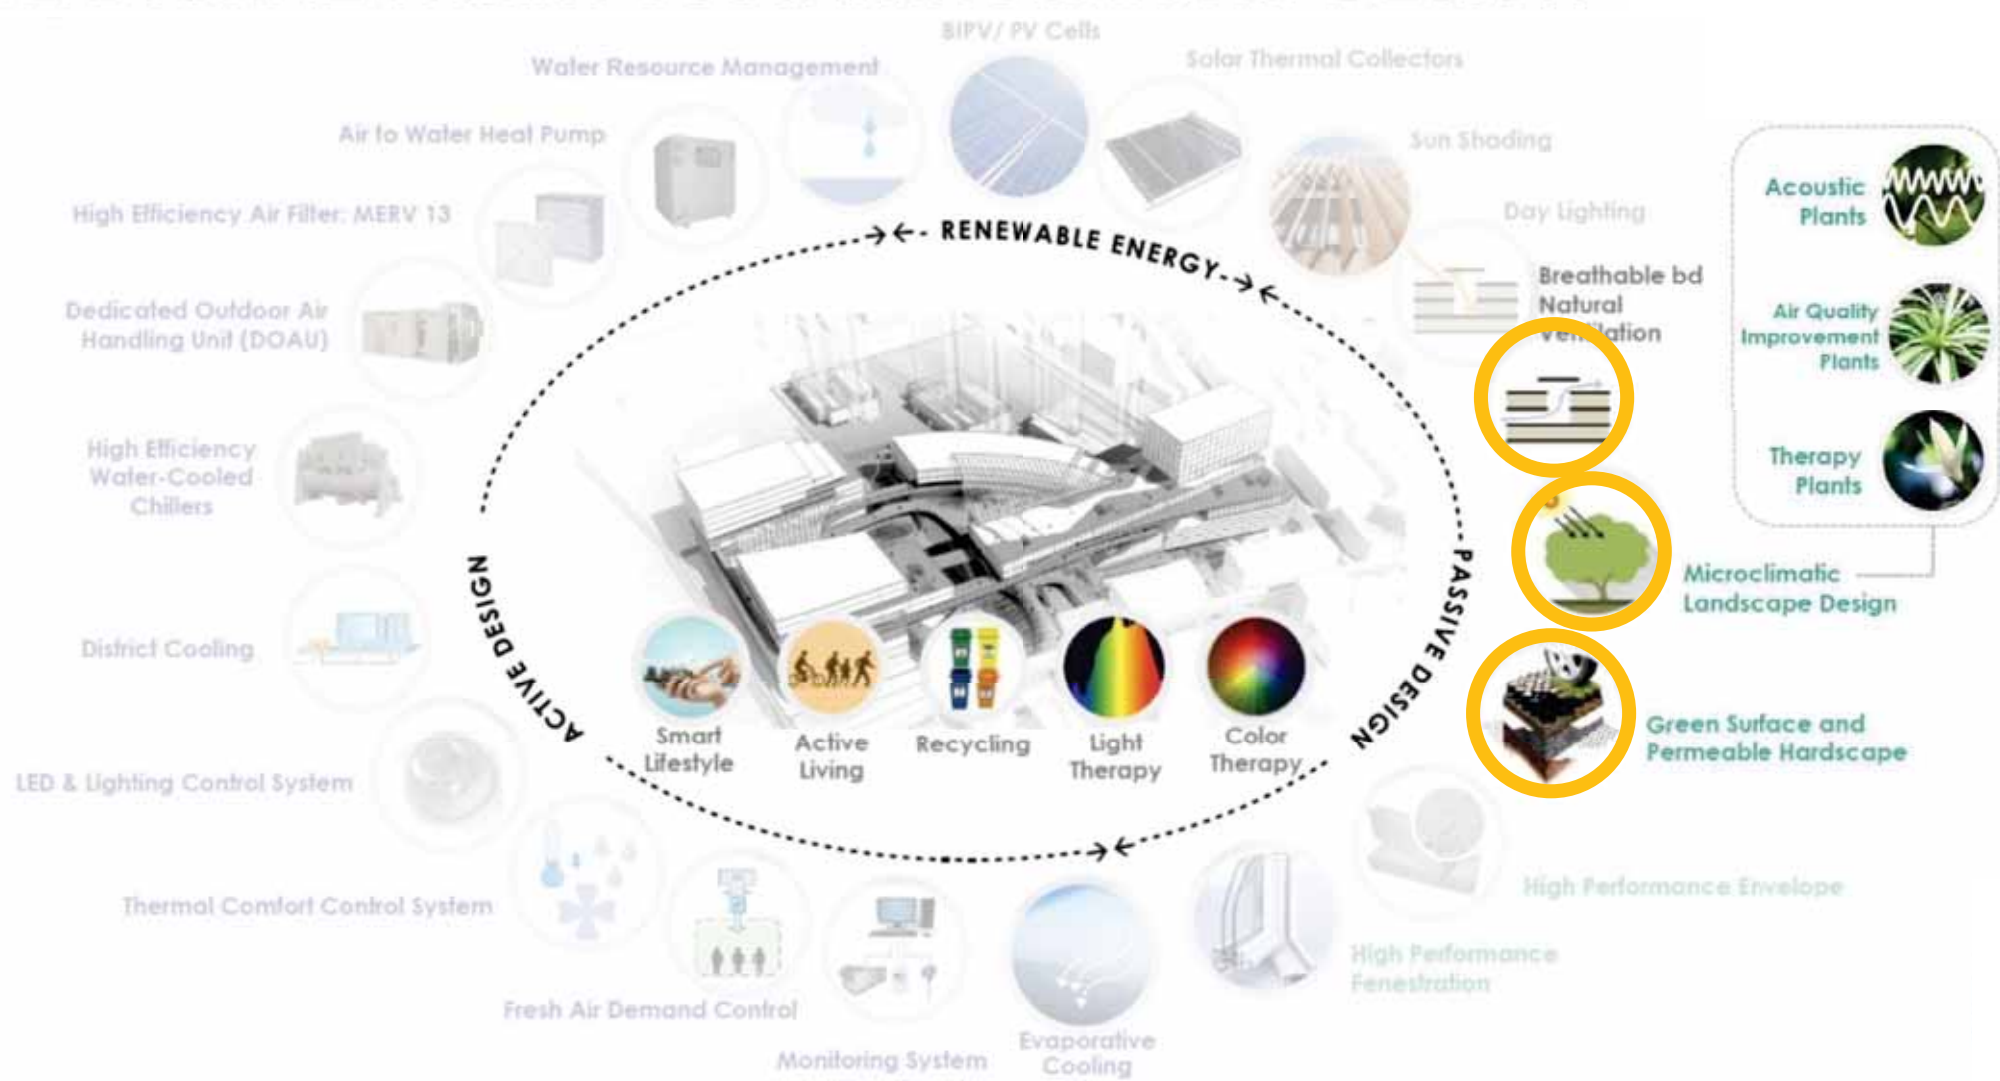 BIPV/ PV Cells
Water Resource Management
Solar Thermal Collectors
Air to Water Heat Pump
Sun Shading
High Efficiency Air Filter: MERV 13
Day Lighting
Acoustic
Plants
RENEWABLE ENERGY
Breathable bd
Natural
Ventilation
Dedicated Outdoor Air
Handling Unit (DOAU)
Air Quality
Improvement
Plants
High Efficiency
Water-Cooled
Chillers
Therapy
Plants
Microclimatic
Landscape Design
ACTIVE DESIGN
PASSIVE DESIGN
District Cooling
Smart
Lifestyle
Active
Living
Recycling
Light
Therapy
Color
Therapy
Green Surface and
Permeable Hardscape
LED & Lighting Control System
Thermal Comfort Control System
High Performance Envelope
High Performance
Fenestration
Fresh Air Demand Control
Monitoring System
Evaporative
Cooling